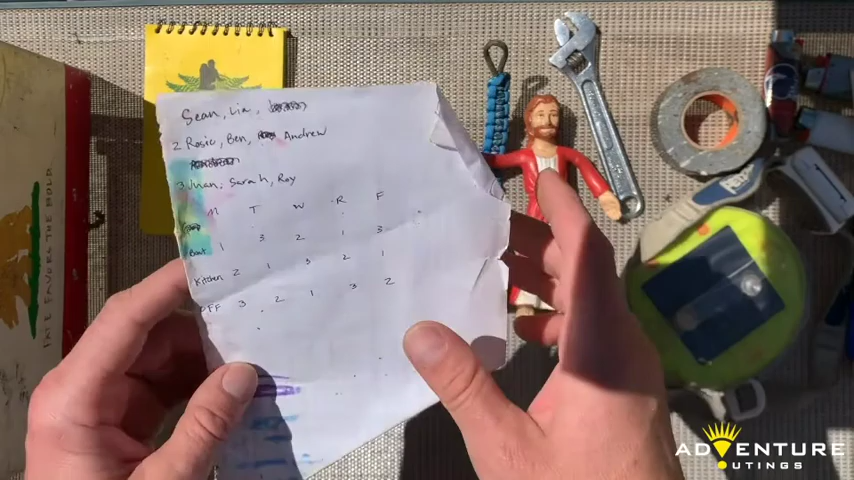 Sean, Lia,
2 Rosie, Ben, Andrew
3 Juan, Sarah, Roy
M T W R F
Boat 1 3 2 1 3
Kitchen 2 1 3 2 1
OFF 3 2 1 3 2
FATE FAVORS THE BOLD
ADVENTURE
OUTINGS